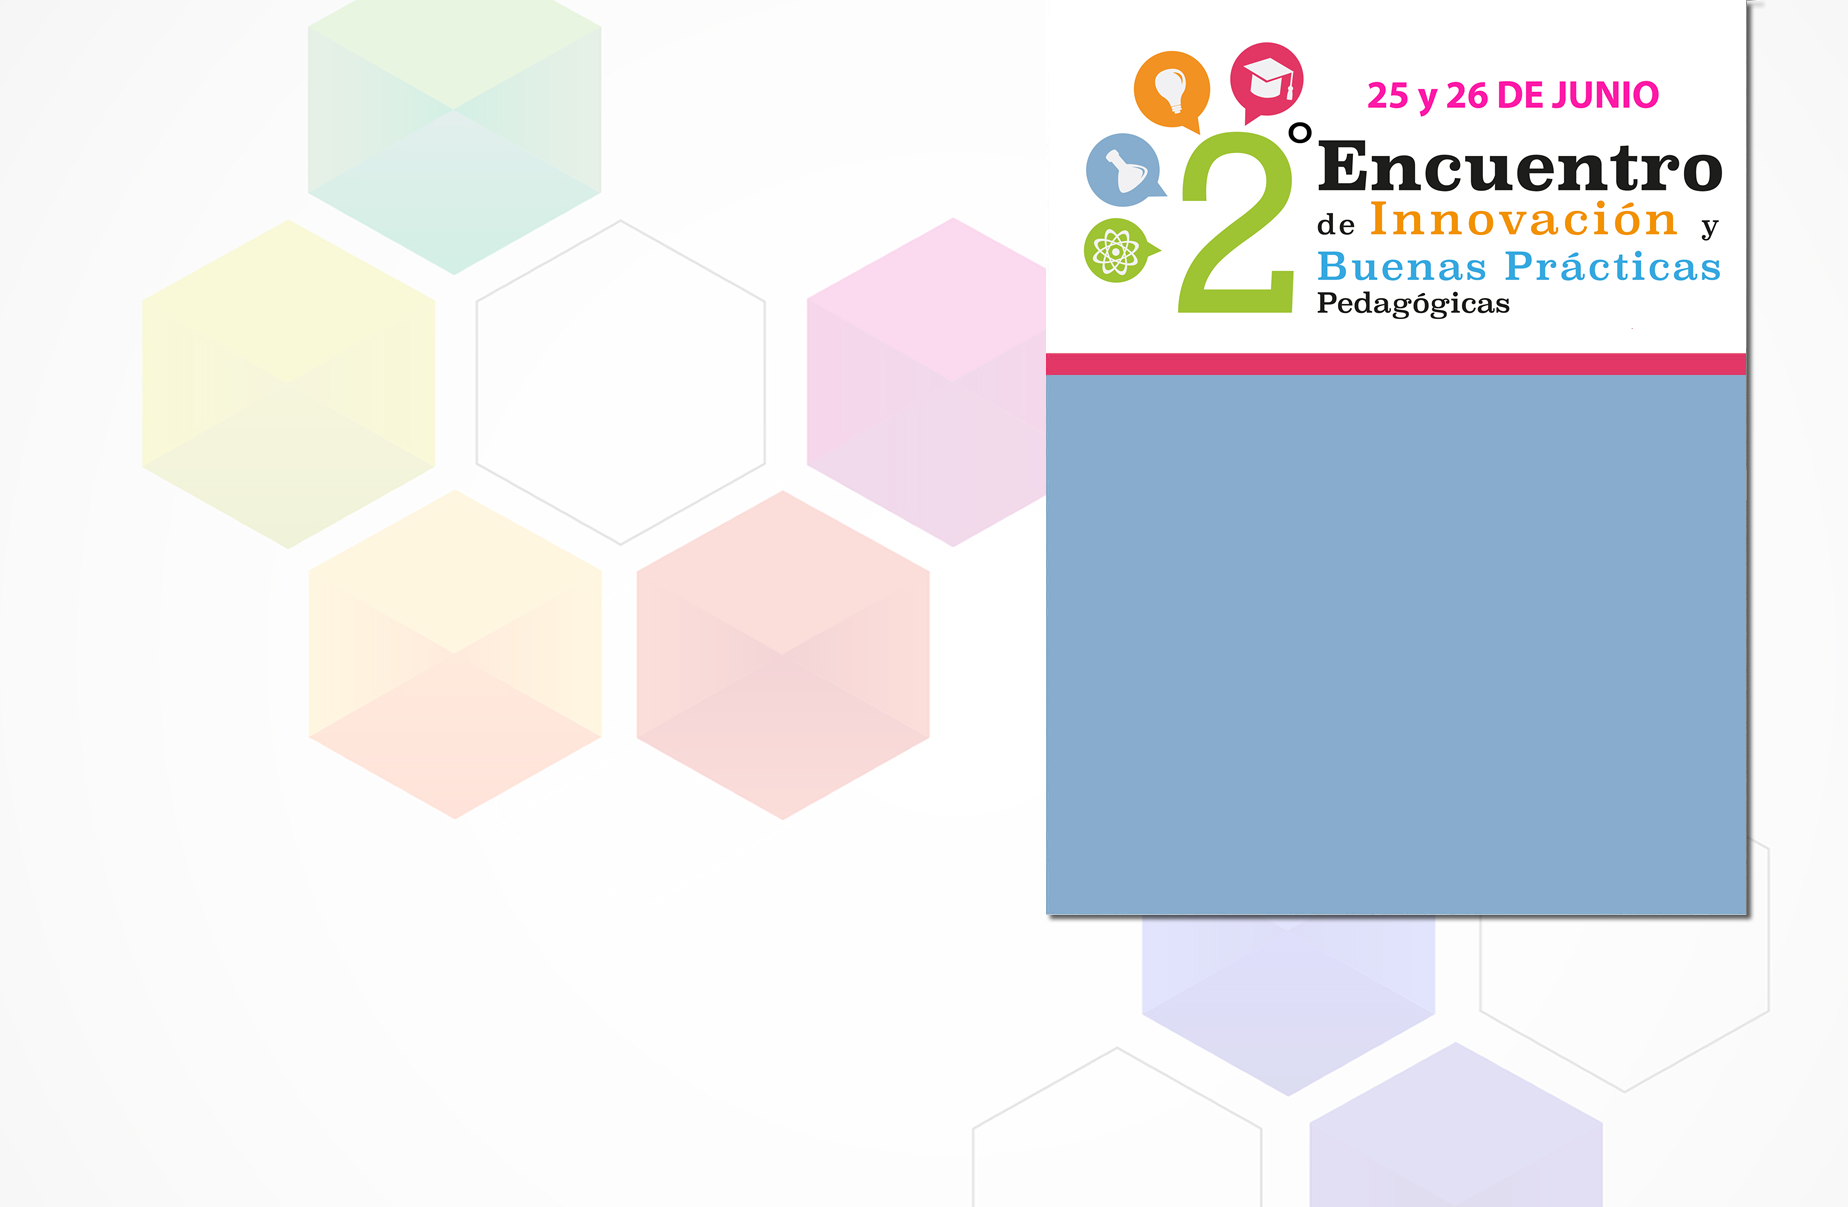 25 y 26 DE JUNIO
2° Encuentro
de Innovación y
Buenas Prácticas
Pedagógicas